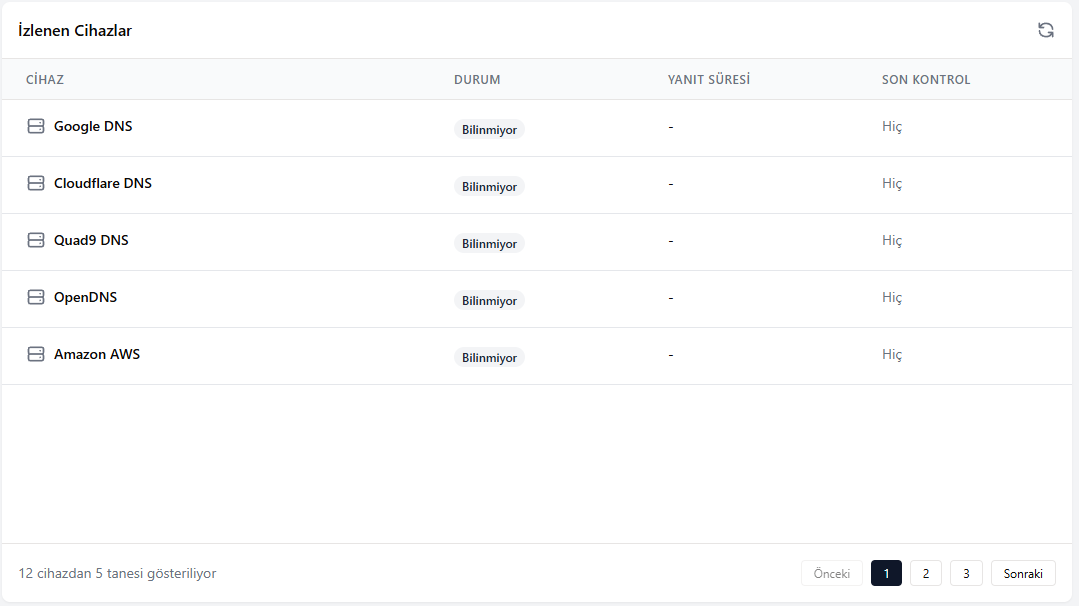 İzlenen Cihazlar
CİHAZ DURUM YANIT SÜRESİ SON KONTROL
Google DNS Bilinmiyor - Hiç
Cloudflare DNS Bilinmiyor - Hiç
Quad9 DNS Bilinmiyor - Hiç
OpenDNS Bilinmiyor - Hiç
Amazon AWS Bilinmiyor - Hiç
12 cihazdan 5 tanesi gösteriliyor Önceki 1 2 3 Sonraki